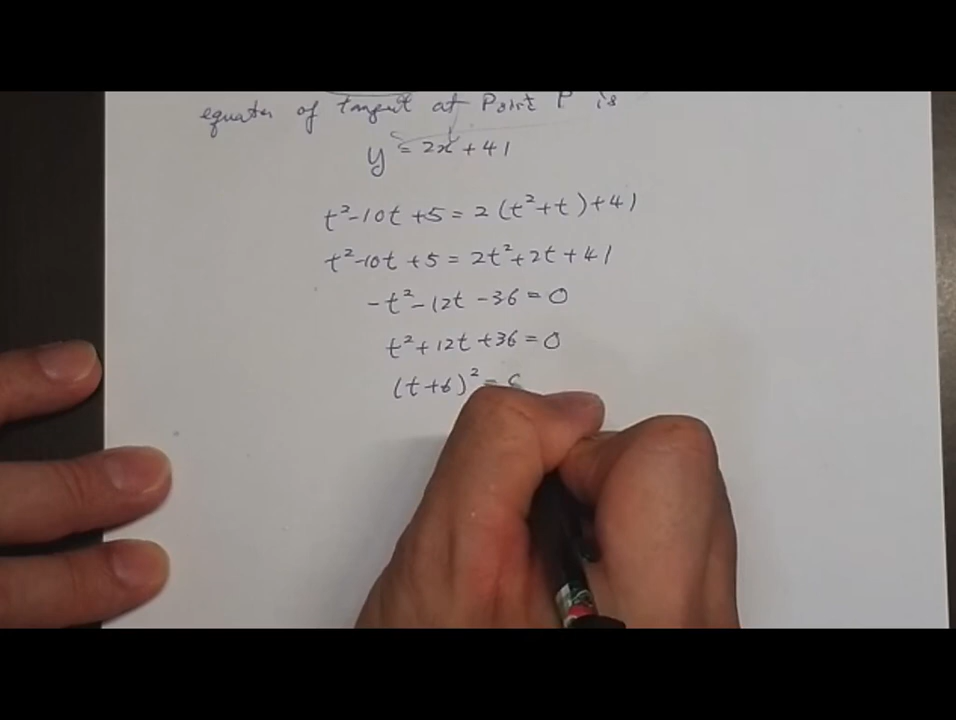 equation of tangent at Point P is
y = 2x + 41
t²-10t +5 = 2 (t²+t) +41
t²-10t +5 = 2t²+2t +41
-t²-12t -36 = 0
t²+12t +36 = 0
(t+6)² =